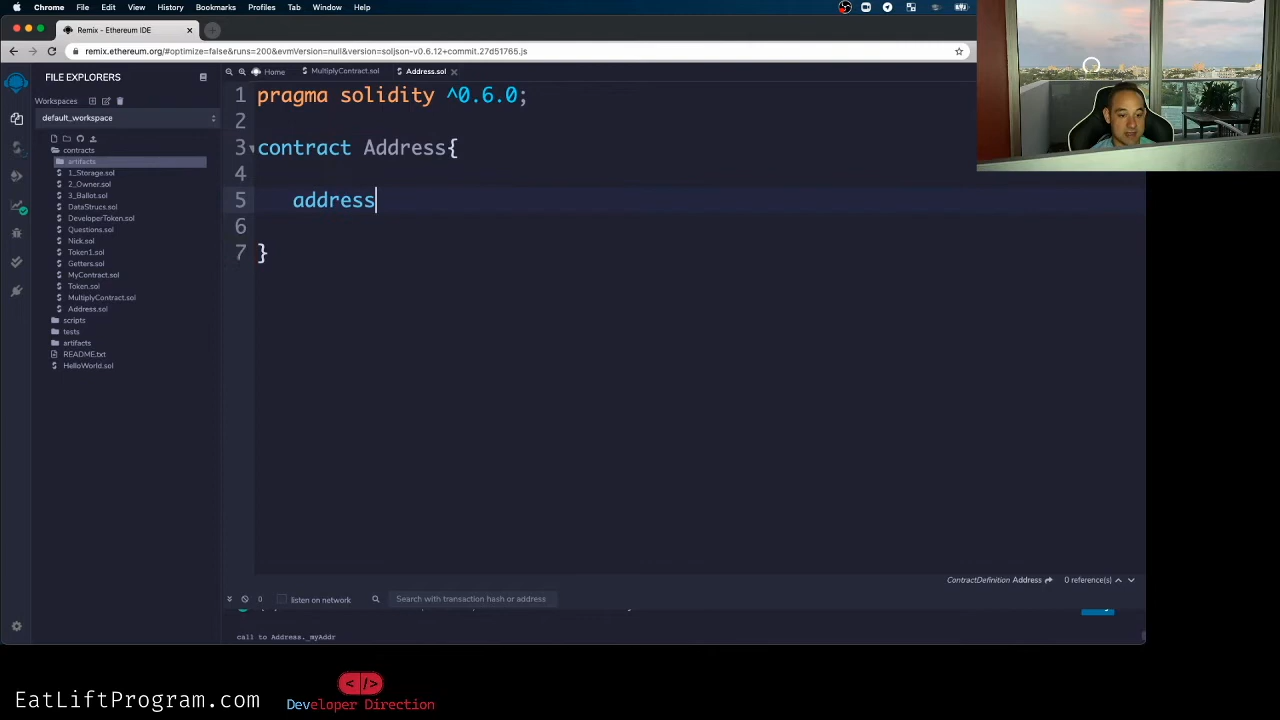 Chrome File Edit View History Bookmarks Profiles Tab Window Help
Remix - Ethereum IDE
remix.ethereum.org/#optimize=false&runs=200&evmVersion=null&version=soljson-v0.6.12+commit.27d51765.js
FILE EXPLORERS
Home MultiplyContract.sol Address.sol
Workspaces
default_workspace
contracts
artifacts
1_Storage.sol
2_Owner.sol
3_Ballot.sol
DataStrucs.sol
DeveloperToken.sol
Questions.sol
Nick.sol
Token1.sol
Getters.sol
MyContract.sol
Token.sol
MultiplyContract.sol
Address.sol
scripts
tests
artifacts
README.txt
HelloWorld.sol
1 pragma solidity ^0.6.0;
2
3 contract Address{
4
5 address
6
7 }
ContractDefinition Address 0 reference(s)
0 listen on network Search with transaction hash or address
call to Address._myAddr
EatLiftProgram.com
</>
Developer Direction